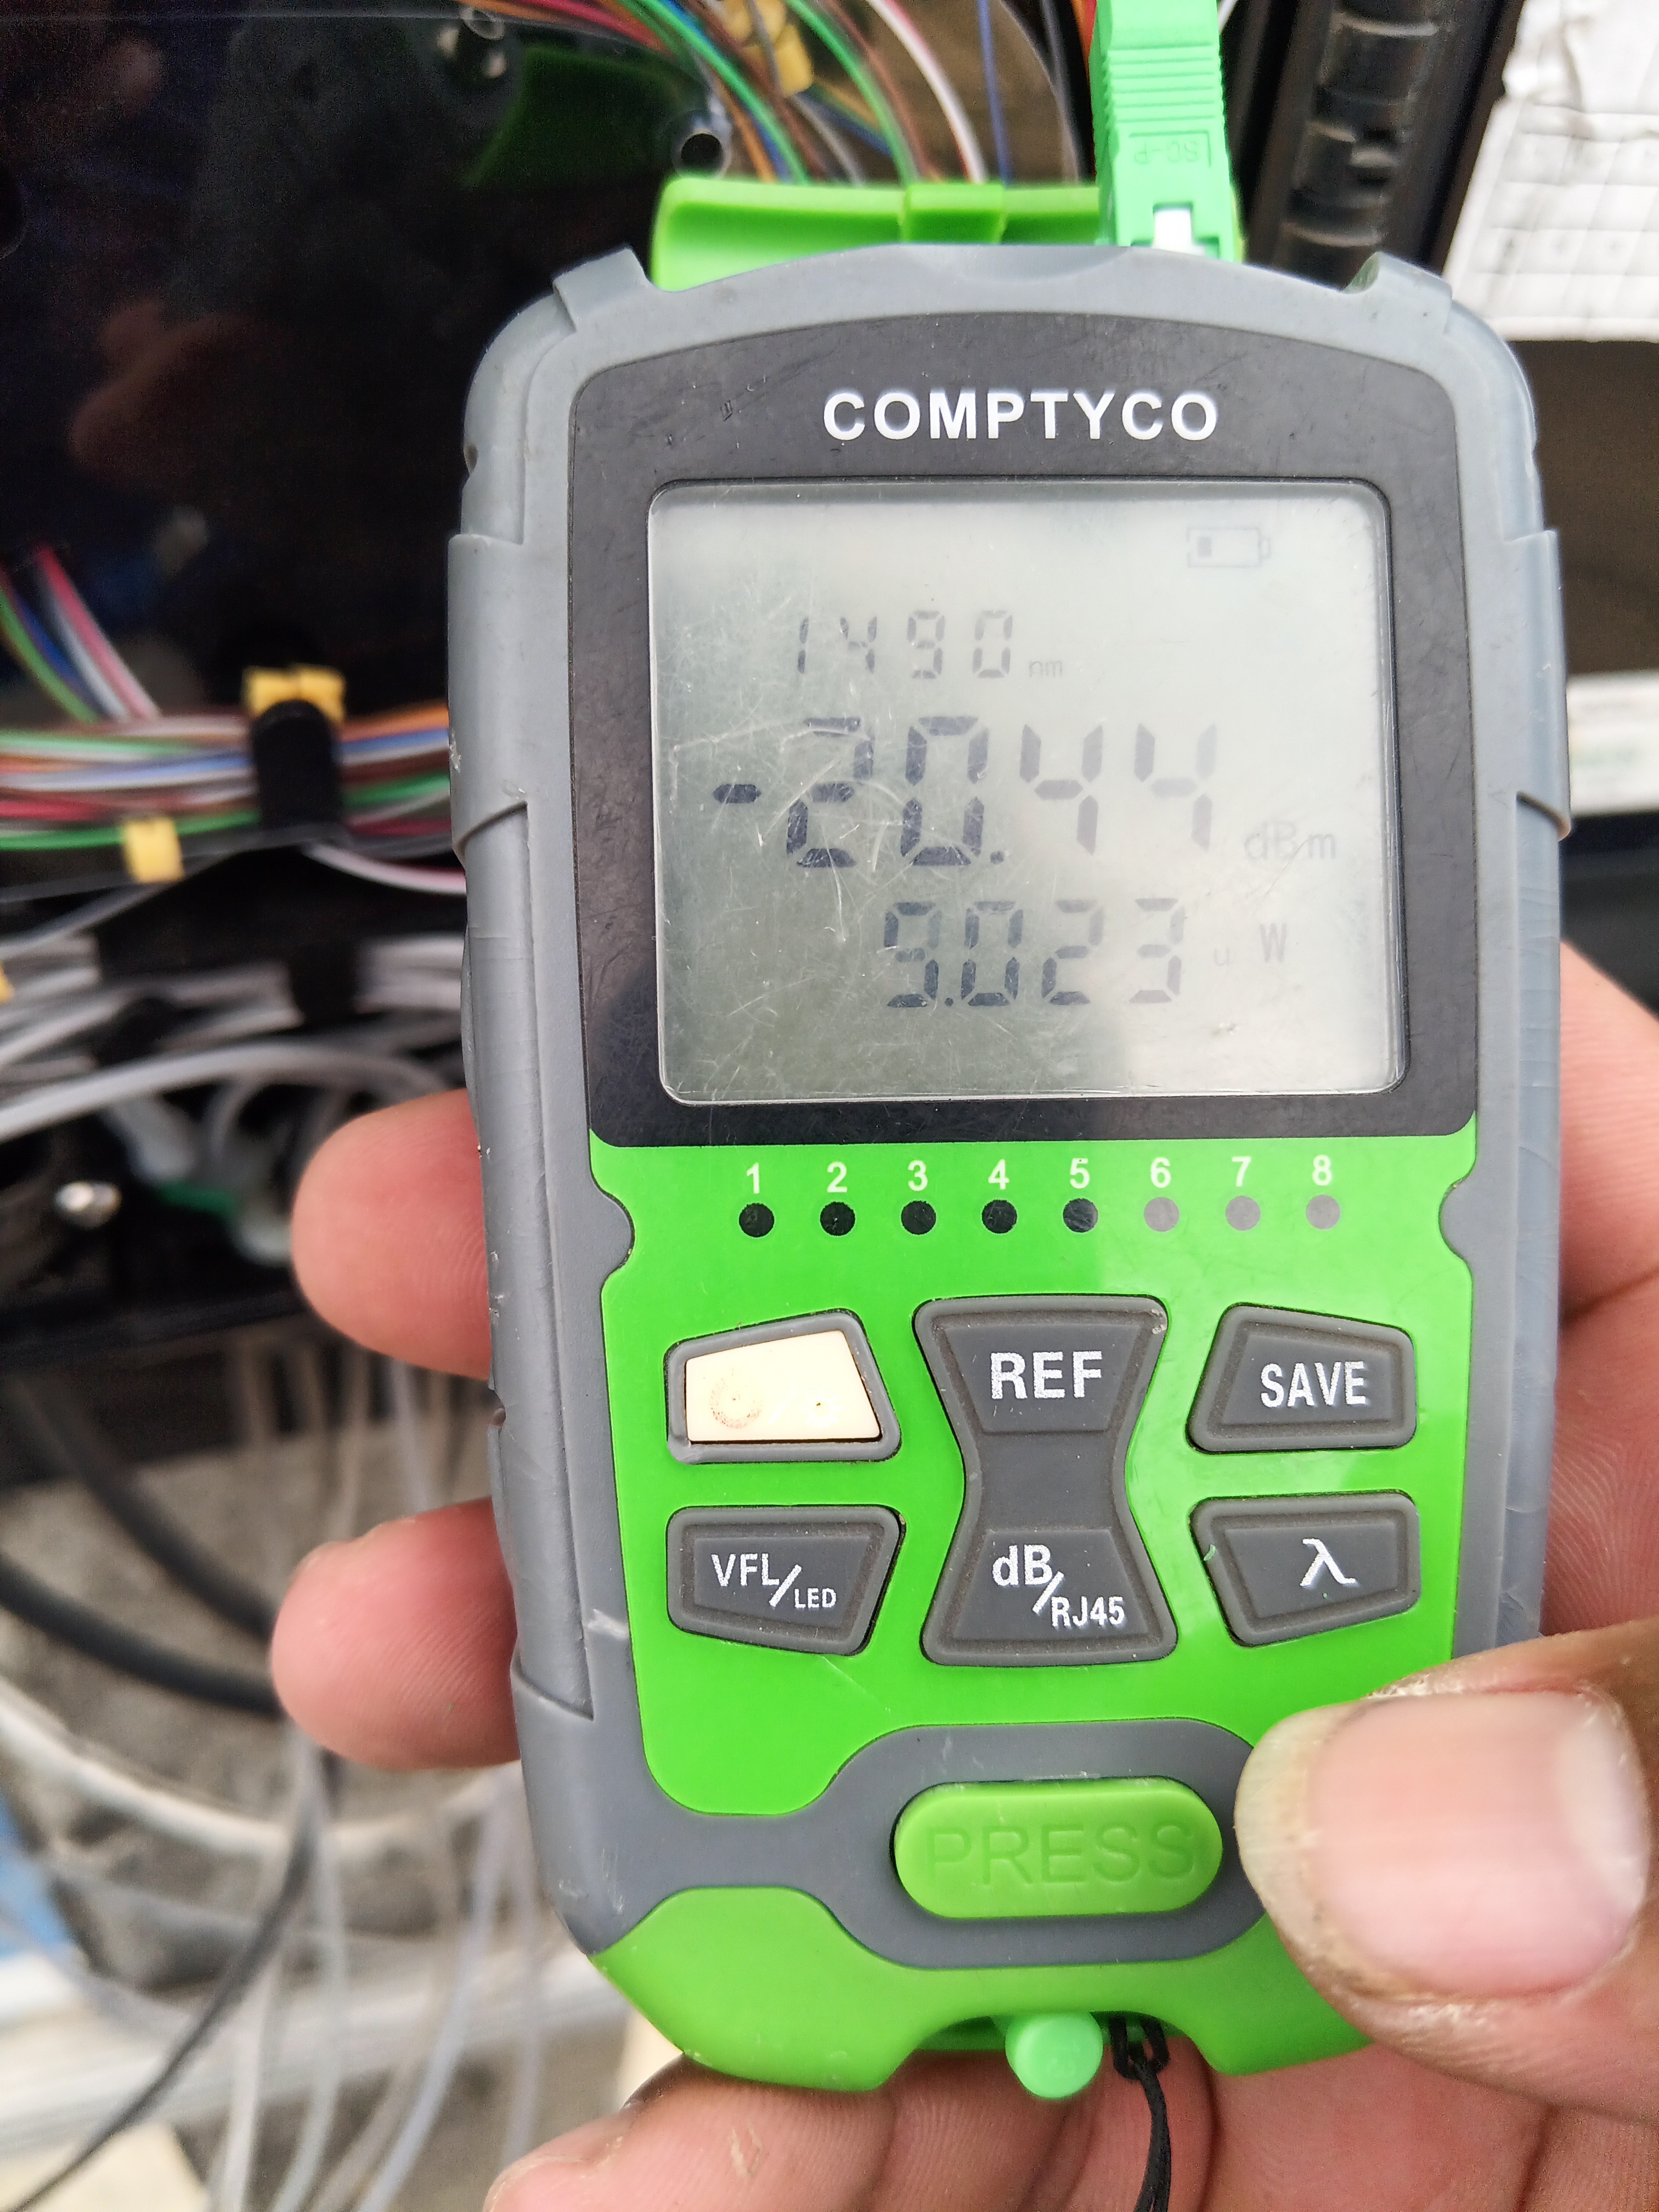 COMPTYCO
1490 nm
-20.44 dBm
9.023 uW
1 2 3 4 5 6 7 8
REF
SAVE
VFL/LED
dB/RJ45
λ
PRESS